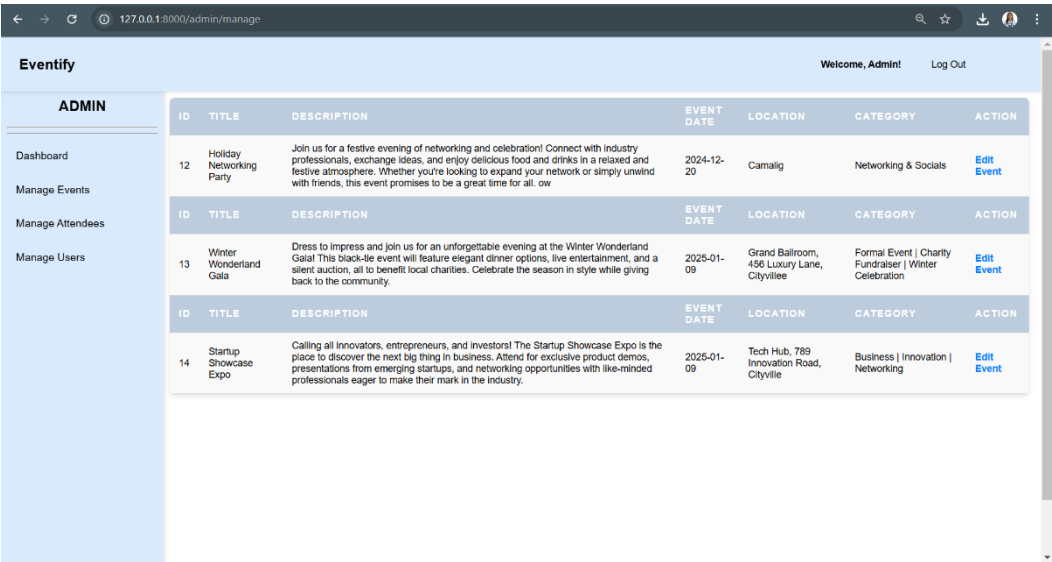 127.0.0.1:8000/admin/manage
Eventify
Welcome, Admin!
Log Out
ADMIN
Dashboard
Manage Events
Manage Attendees
Manage Users
ID TITLE DESCRIPTION EVENT DATE LOCATION CATEGORY ACTION
12
Holiday
Networking
Party
Join us for a festive evening of networking and celebration! Connect with industry
professionals, exchange ideas, and enjoy delicious food and drinks in a relaxed and
festive atmosphere. Whether you're looking to expand your network or simply unwind
with friends, this event promises to be a great time for all. ow
2024-12-
20
Camalig
Networking & Socials
Edit
Event
ID TITLE DESCRIPTION EVENT DATE LOCATION CATEGORY ACTION
13
Winter
Wonderland
Gala
Dress to impress and join us for an unforgettable evening at the Winter Wonderland
Gala! This black-tie event will feature elegant dinner options, live entertainment, and a
silent auction, all to benefit local charities. Celebrate the season in style while giving
back to the community.
2025-01-
09
Grand Ballroom,
456 Luxury Lane,
Cityvillee
Formal Event | Charity
Fundraiser | Winter
Celebration
Edit
Event
ID TITLE DESCRIPTION EVENT DATE LOCATION CATEGORY ACTION
14
Startup
Showcase
Expo
Calling all innovators, entrepreneurs, and investors! The Startup Showcase Expo is the
place to discover the next big thing in business. Attend for exclusive product demos,
presentations from emerging startups, and networking opportunities with like-minded
professionals eager to make their mark in the industry.
2025-01-
09
Tech Hub, 789
Innovation Road,
Cityville
Business | Innovation |
Networking
Edit
Event